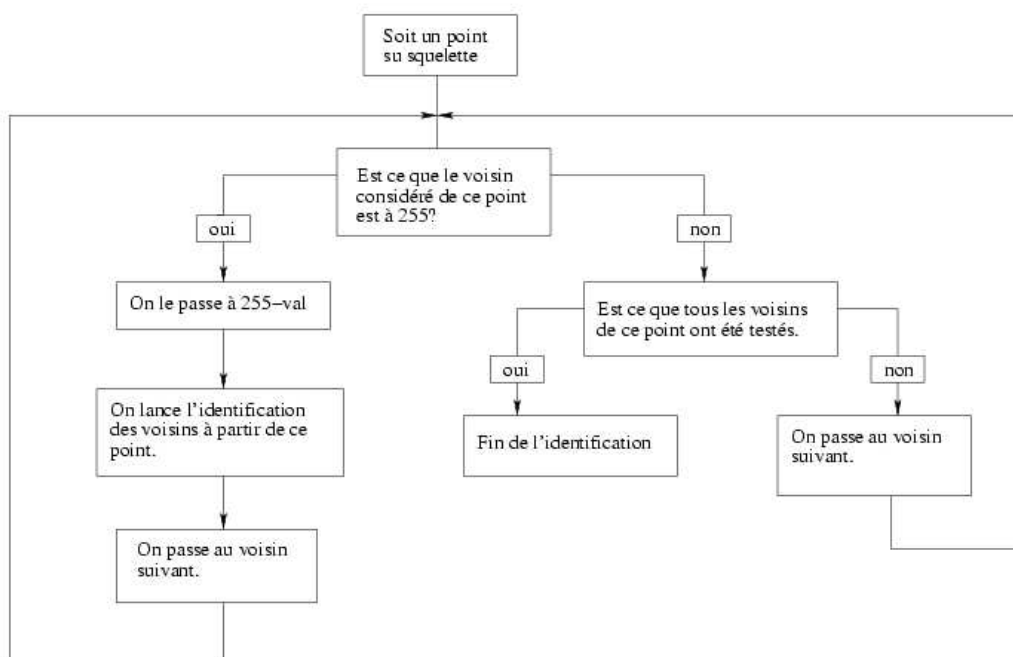 Soit un point
su squelette
Est ce que le voisin
considéré de ce point
est à 255?
oui
non
On le passe à 255–val
Est ce que tous les voisins
de ce point ont été testés.
oui
non
On lance l'identification
des voisins à partir de ce
point.
Fin de l'identification
On passe au voisin
suivant.
On passe au voisin
suivant.